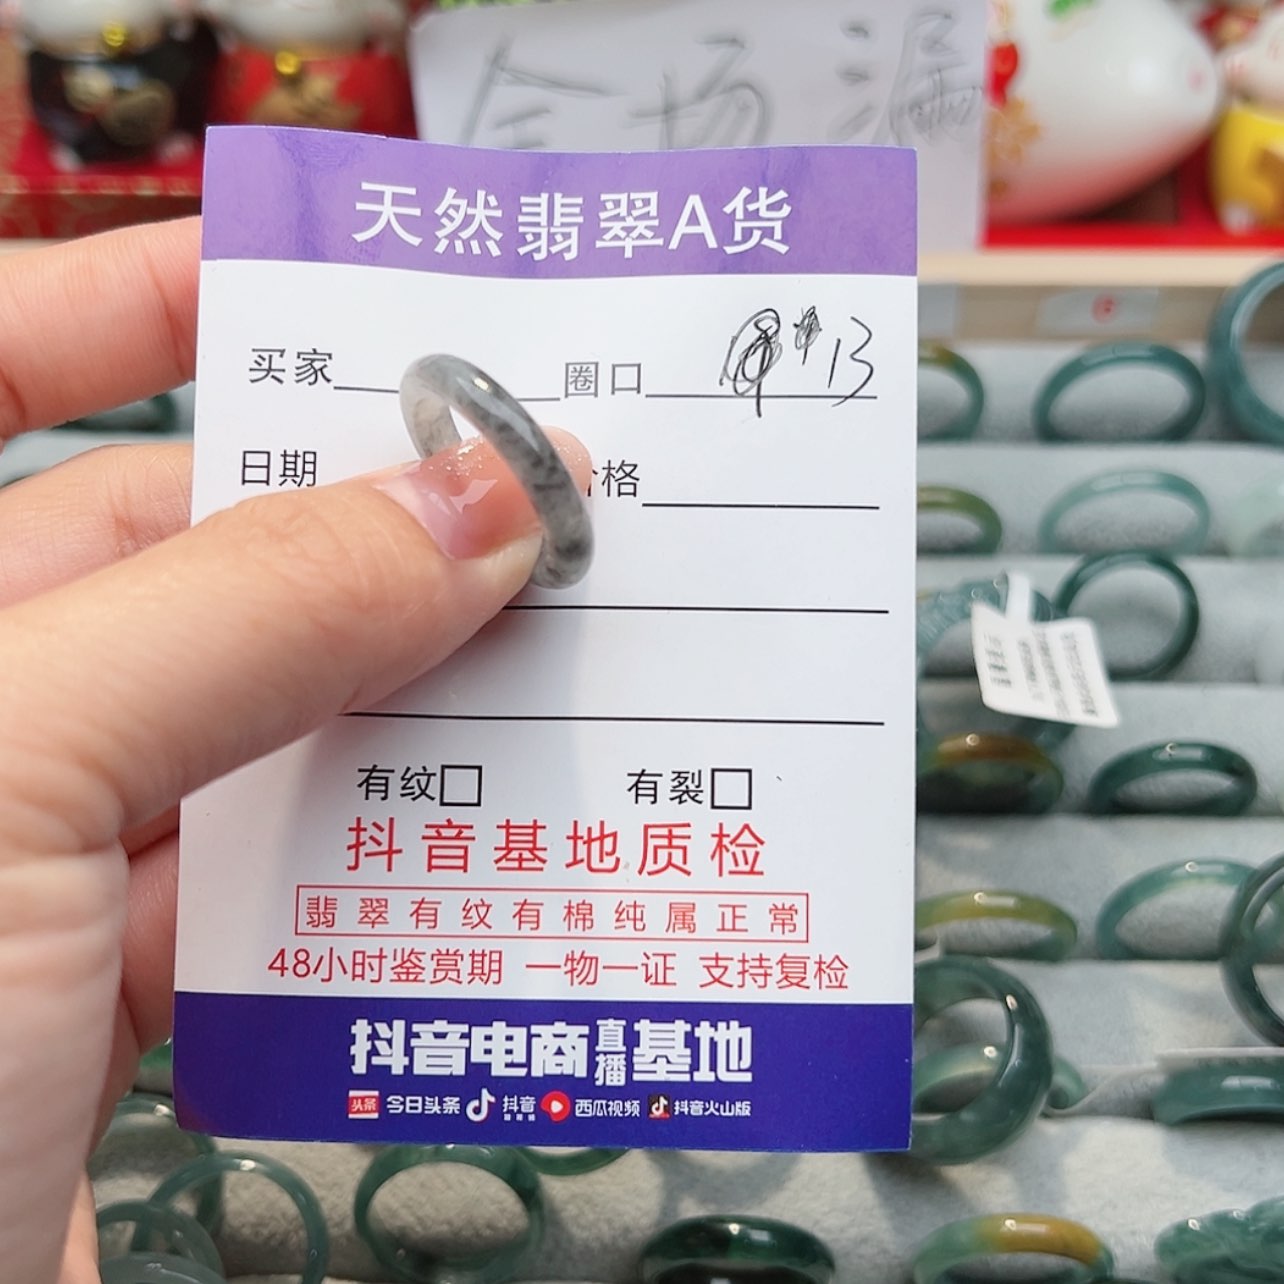 全场漏
天然翡翠A货
买家
圈口 13
日期
价格
有纹 有裂
抖音基地质检
翡翠有纹有棉纯属正常
48小时鉴赏期 一物一证 支持复检
抖音电商直播基地
头条 今日头条 抖音 西瓜视频 抖音火山版
6